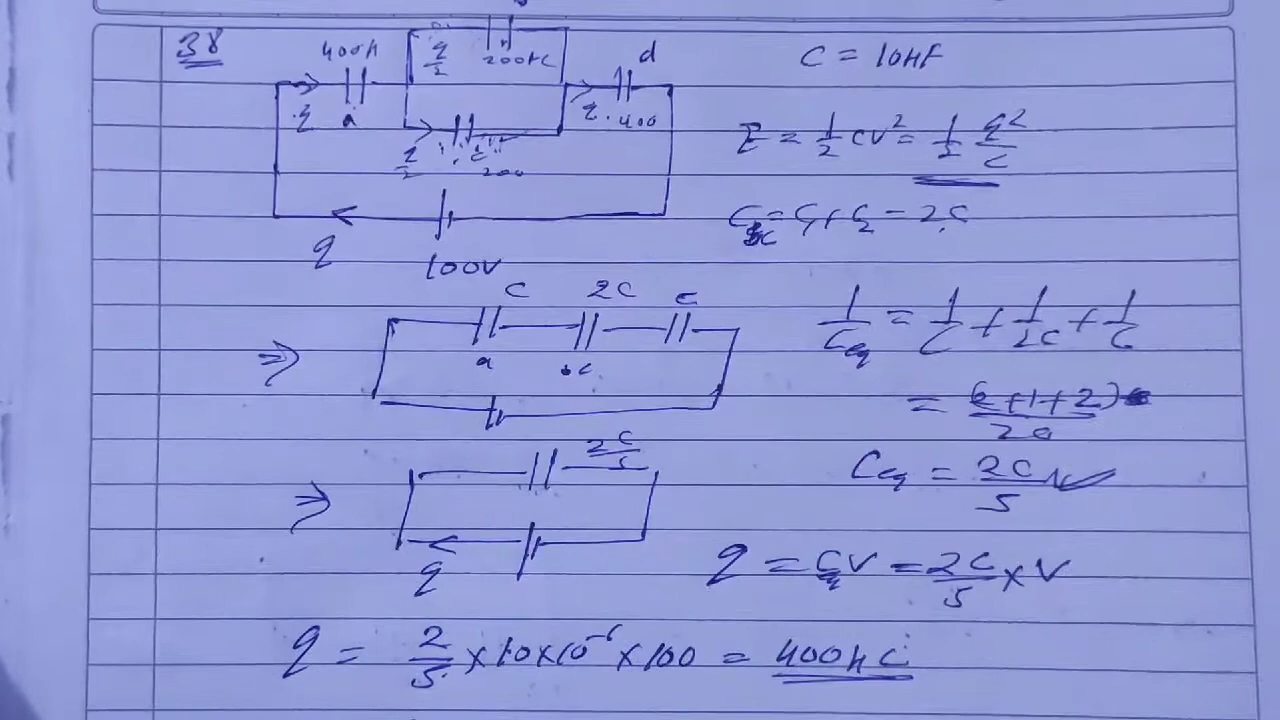 38
400μ
q/2
200μC
d
C = 10μF
q
a
q/2
200
q
400
E = 1/2 CV² = 1/2 q²/C
C = C₁ + C₂ = 2C
q
100V
C 2C C
a
1/Ceq = 1/C + 1/2C + 1/C
⇒
= (2+1+2)
2C
2C/5
Ceq = 2C/5
⇒
q
q = CeqV = 2C/5 × V
q = 2/5 × 10 × 10⁻⁶ × 100 = 400μC